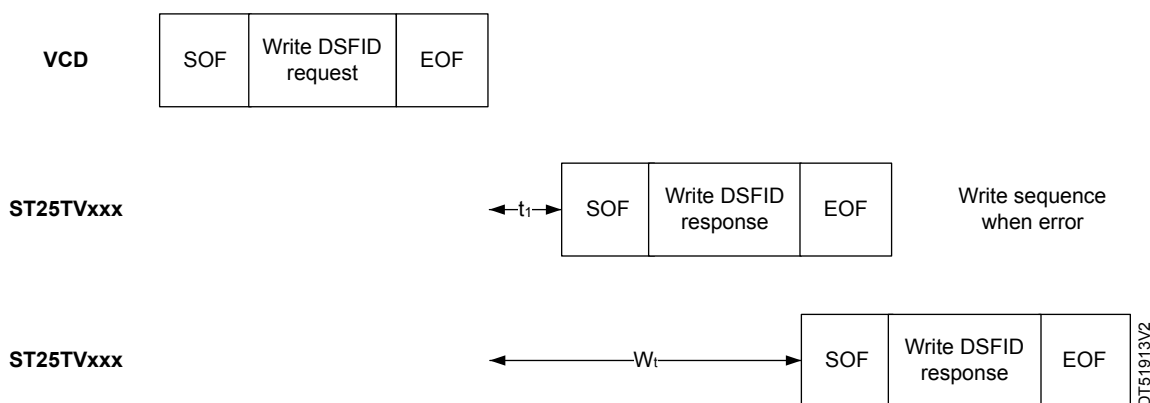 VCD
SOF
Write DSFID
request
EOF
ST25TVxxx
t1
SOF
Write DSFID
response
EOF
Write sequence
when error
ST25TVxxx
Wt
SOF
Write DSFID
response
EOF
DT51913V2